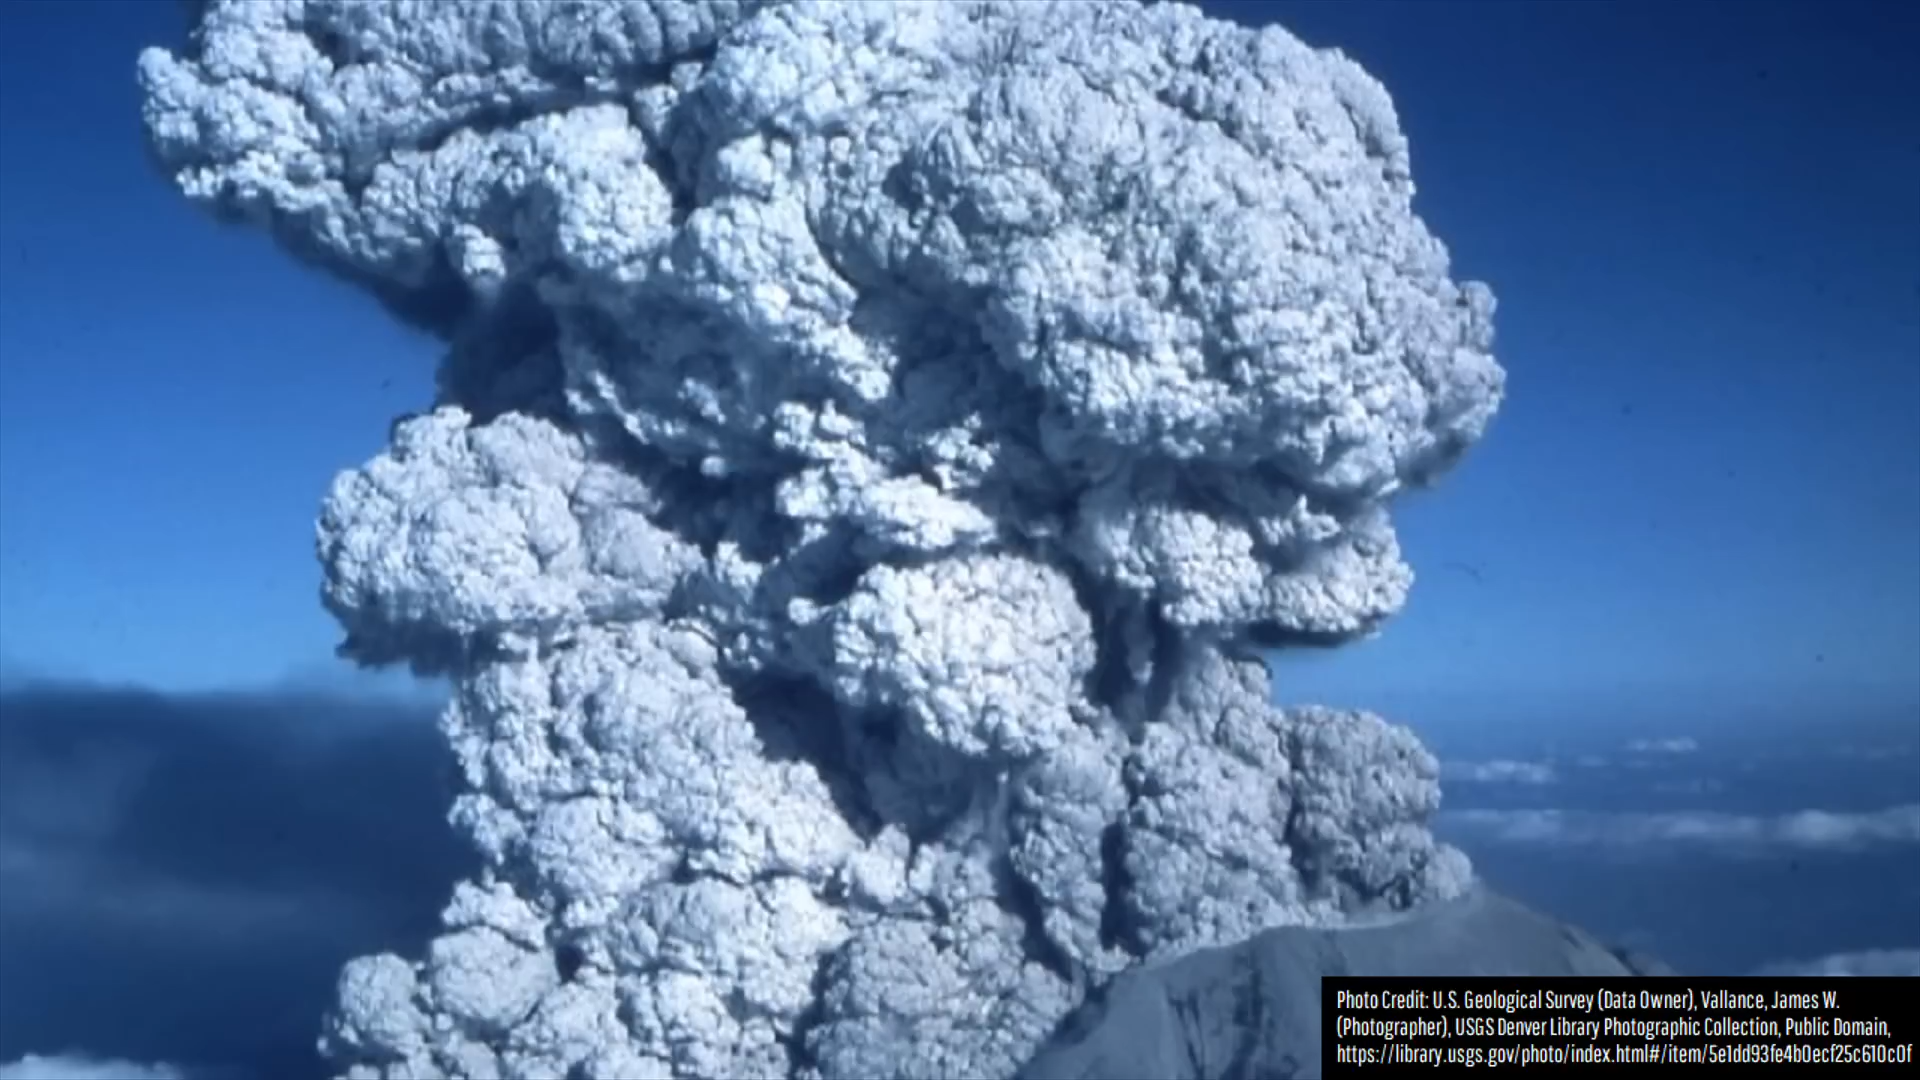 Photo Credit: U.S. Geological Survey (Data Owner), Vallance, James W.
(Photographer), USGS Denver Library Photographic Collection, Public Domain,
https://library.usgs.gov/photo/index.html#/item/5e1dd93fe4b0ecf25c610c0f